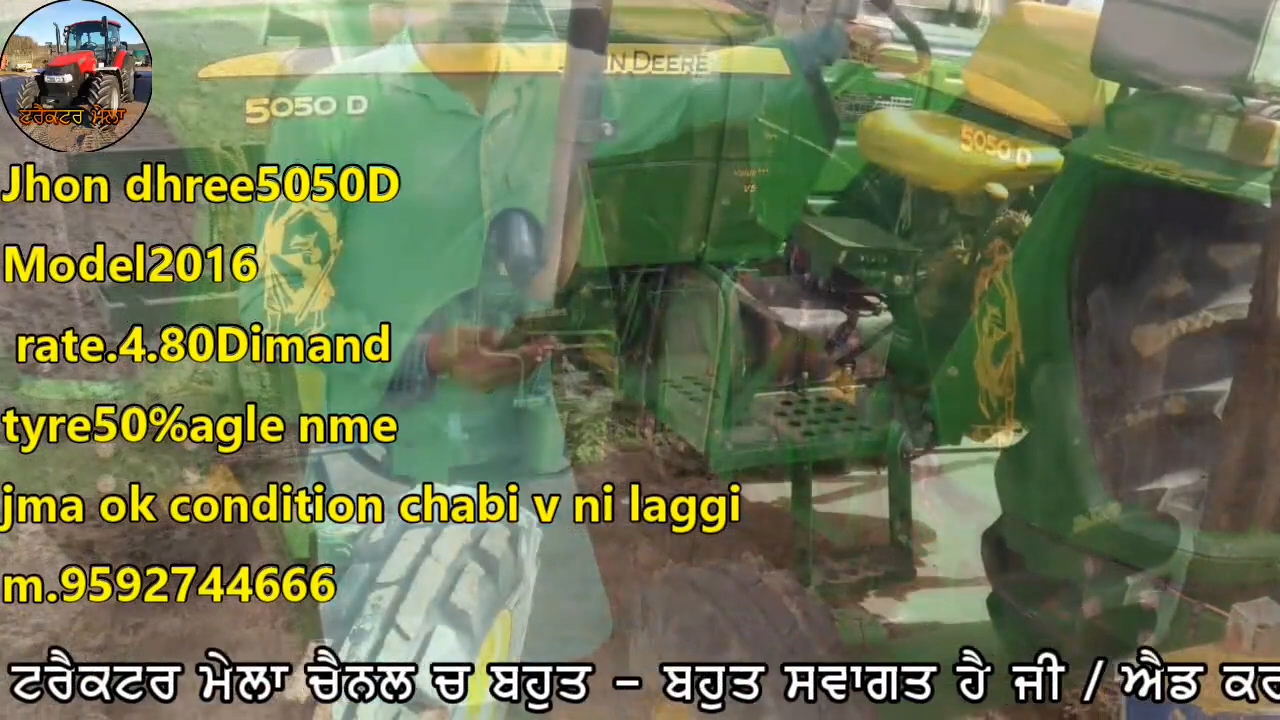 ਟਰੈਕਟਰ ਮੇਲਾ
JOHN DEERE
5050 D
5050 D
Jhon dhree5050D
Model2016
rate.4.80Dimand
tyre50%agle nme
jma ok condition chabi v ni laggi
m.9592744666
ਟਰੈਕਟਰ ਮੇਲਾ ਚੈਨਲ ਚ ਬਹੁਤ - ਬਹੁਤ ਸਵਾਗਤ ਹੈ ਜੀ / ਐਡ ਕਰ